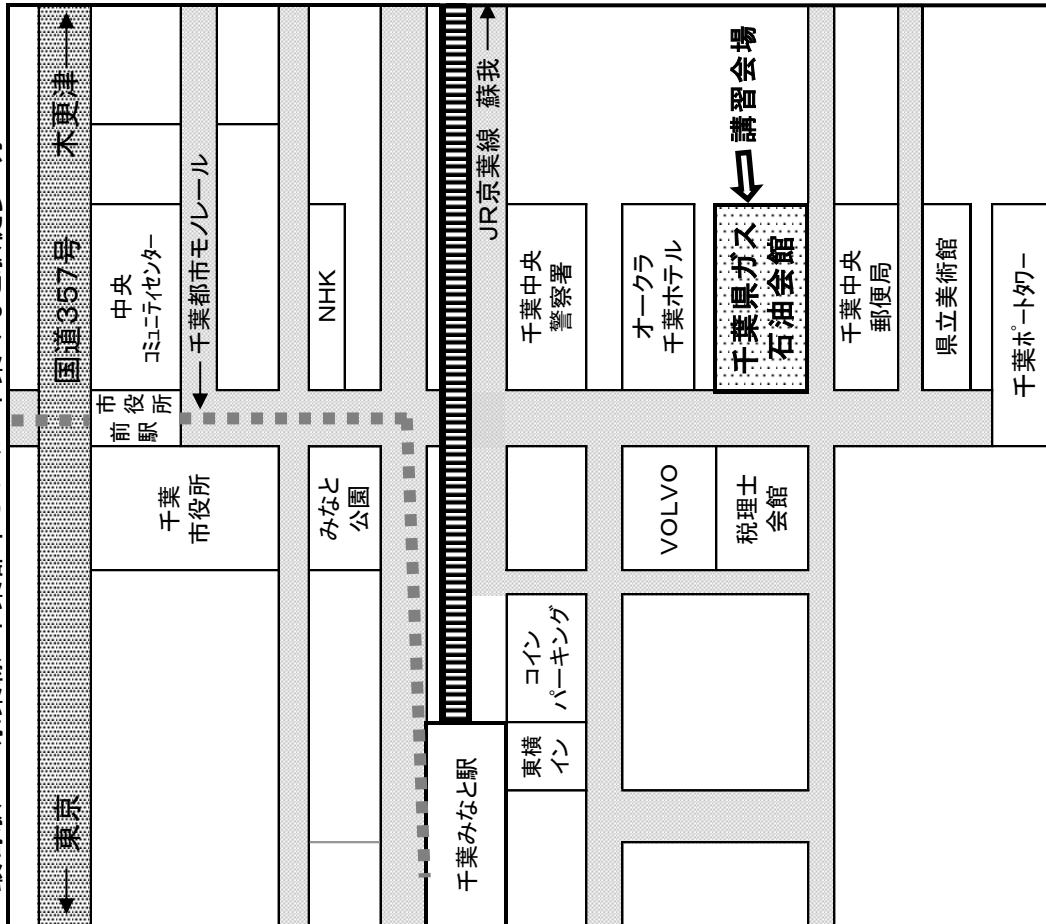 ← 東京
国道357号
木更津 →
千葉
市役所
市役所
前駅
中央
コミュニティセンター
← 千葉都市モノレール
みなと
公園
NHK
千葉みなと駅
JR京葉線 蘇我 →
東横
イン
コイン
パーキング
千葉中央
警察署
VOLVO
オークラ
千葉ホテル
税理士
会館
千葉県ガス
石油会館
⇐ 講習会場
千葉中央
郵便局
県立美術館
千葉ポートタワー